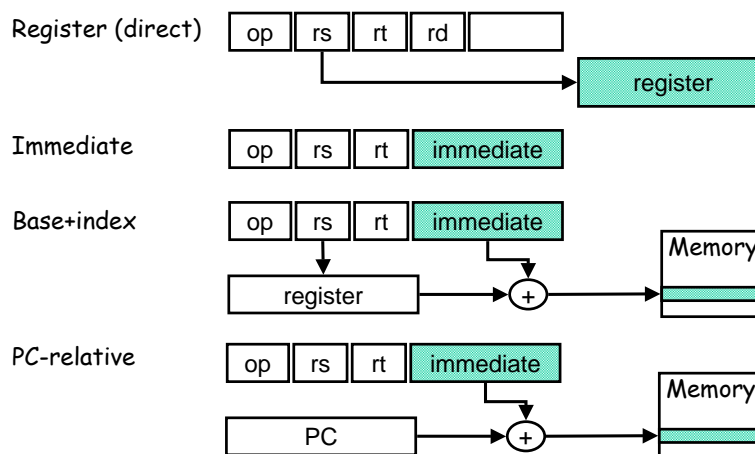 Register (direct) op rs rt rd
register
Immediate op rs rt immediate
Base+index op rs rt immediate
Memory
register +
PC-relative op rs rt immediate
Memory
PC +